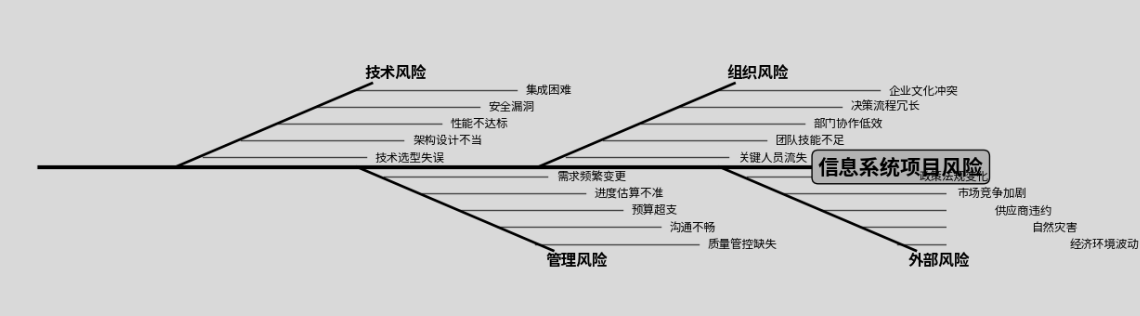 技术风险
集成困难
安全漏洞
性能不达标
架构设计不当
技术选型失误
组织风险
企业文化冲突
决策流程冗长
部门协作低效
团队技能不足
关键人员流失
信息系统项目风险
需求频繁变更
进度估算不准
预算超支
沟通不畅
质量管控缺失
管理风险
政策法规变化
市场竞争加剧
供应商违约
自然灾害
经济环境波动
外部风险